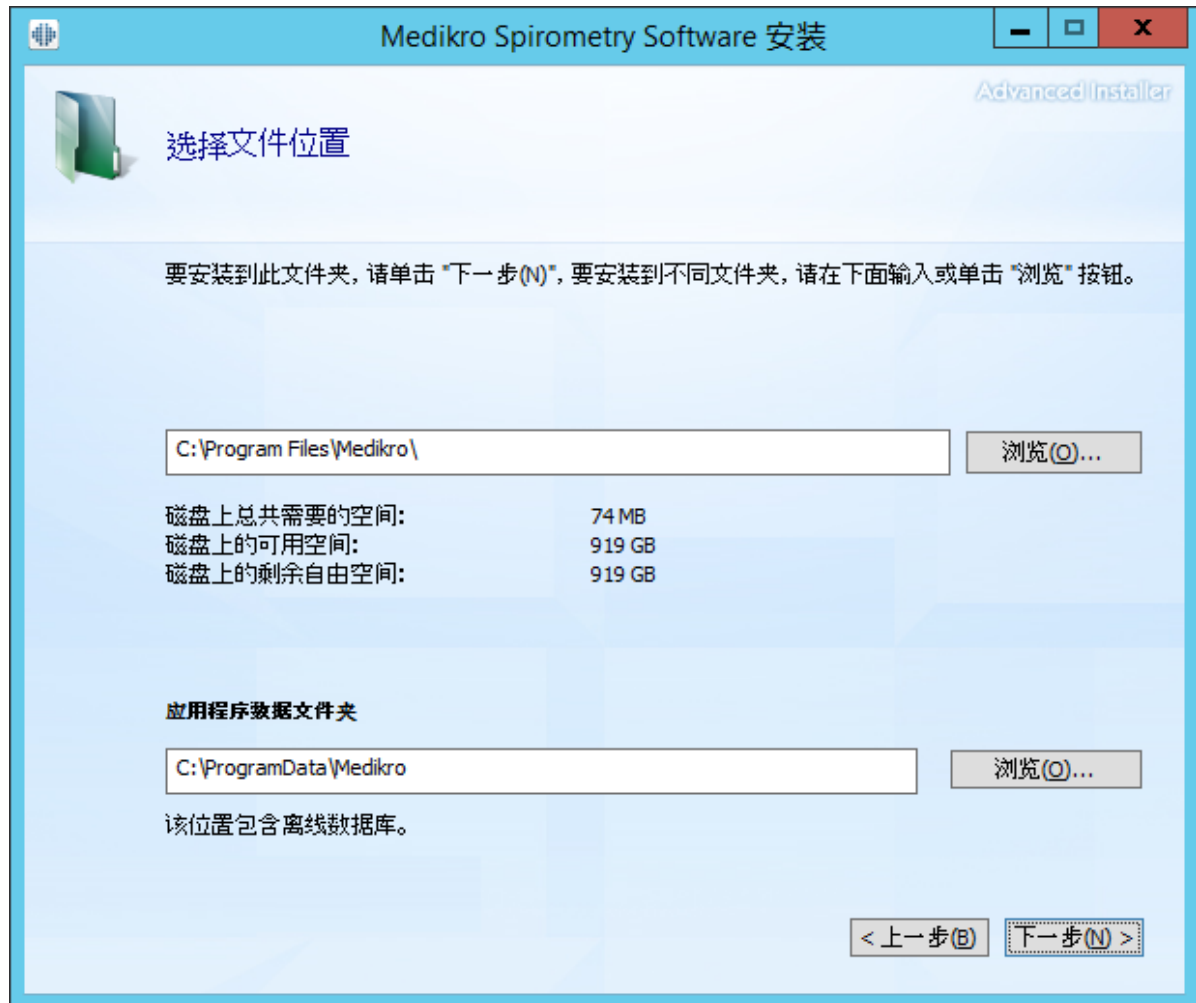 Medikro Spirometry Software 安装
Advanced Installer
选择文件位置
要安装到此文件夹, 请单击 "下一步(N)", 要安装到不同文件夹, 请在下面输入或单击 "浏览" 按钮。
C:\Program Files\Medikro\
浏览(O)...
磁盘上总共需要的空间: 74 MB
磁盘上的可用空间: 919 GB
磁盘上的剩余自由空间: 919 GB
应用程序数据文件夹
C:\ProgramData\Medikro
浏览(O)...
该位置包含离线数据库。
< 上一步(B) 下一步(N) >